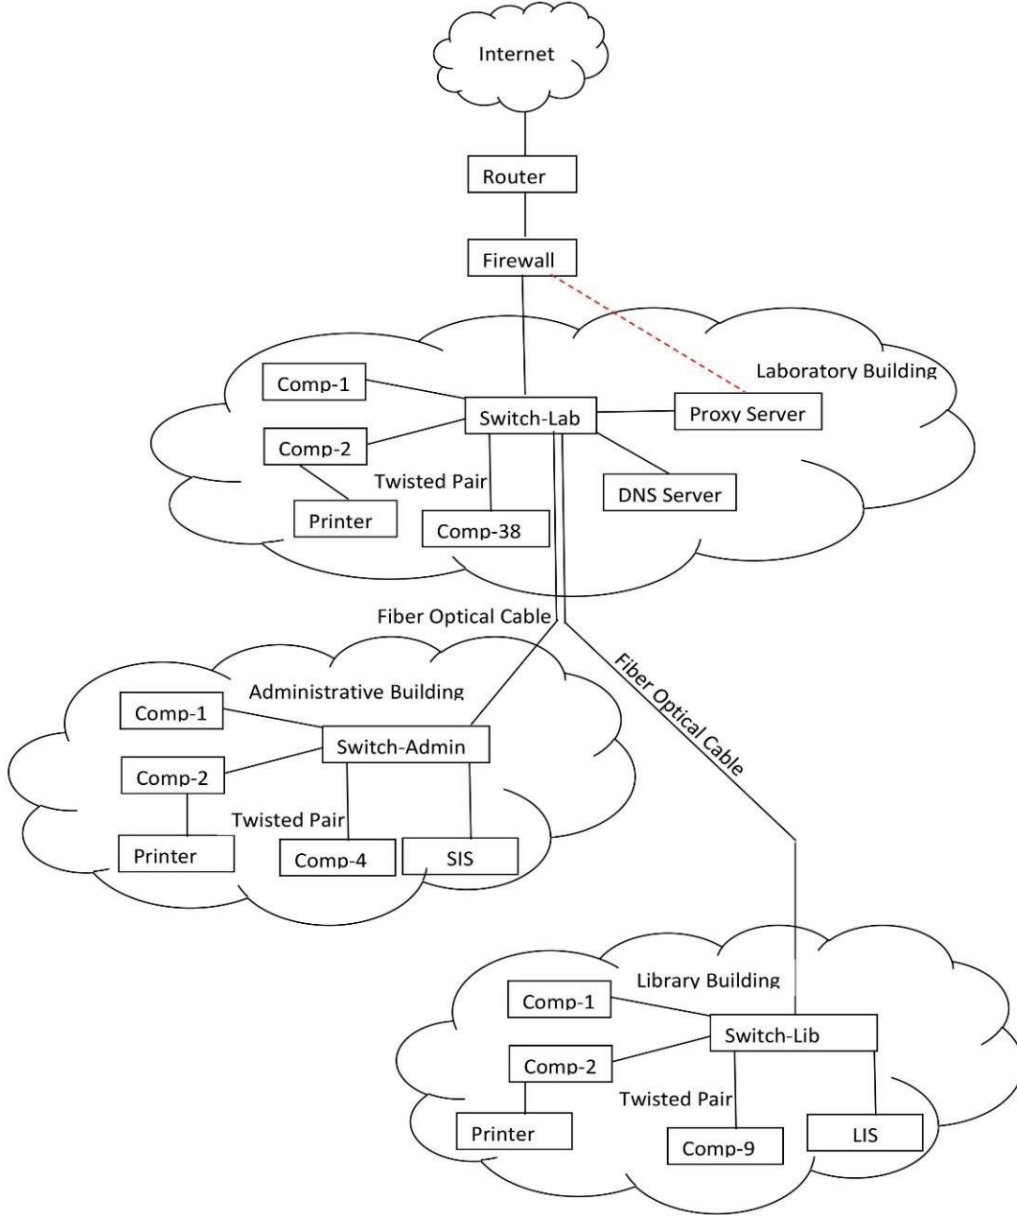 Internet
Router
Firewall
Laboratory Building
Comp-1
Switch-Lab
Proxy Server
Comp-2
Twisted Pair
DNS Server
Printer
Comp-38
Fiber Optical Cable
Fiber Optical Cable
Administrative Building
Comp-1
Switch-Admin
Comp-2
Twisted Pair
Printer
Comp-4
SIS
Library Building
Comp-1
Switch-Lib
Comp-2
Twisted Pair
Printer
Comp-9
LIS